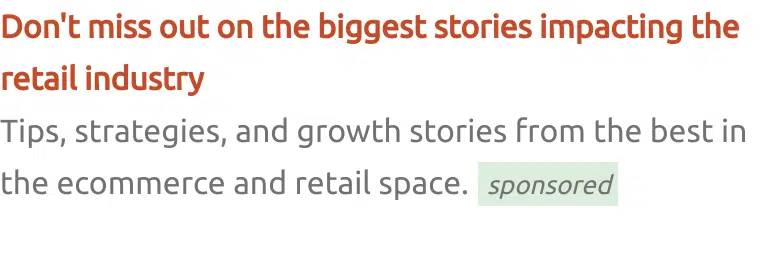 Don't miss out on the biggest stories impacting the
retail industry
Tips, strategies, and growth stories from the best in
the ecommerce and retail space. sponsored